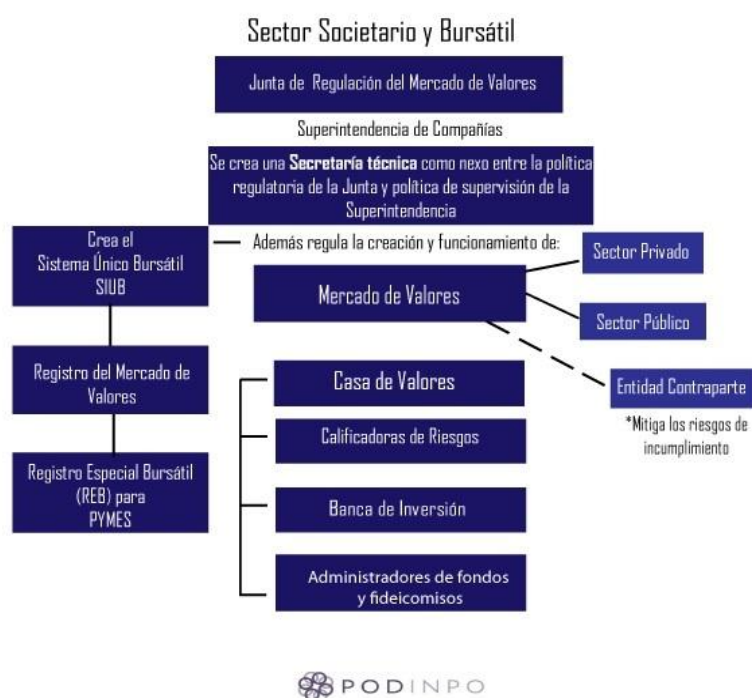 Sector Societario y Bursátil
Junta de Regulación del Mercado de Valores
Superintendencia de Compañías
Se crea una Secretaría técnica como nexo entre la política
regulatoria de la Junta y política de supervisión de la
Superintendencia
Crea el
Sistema Único Bursátil
SIUB
Además regula la creación y funcionamiento de:
Mercado de Valores
Sector Privado
Sector Público
Entidad Contraparte
*Mitiga los riesgos de
incumplimiento
Registro del Mercado de
Valores
Registro Especial Bursátil
(REB) para
PYMES
Casa de Valores
Calificadoras de Riesgos
Banca de Inversión
Administradores de fondos
y fideicomisos
PODINPO